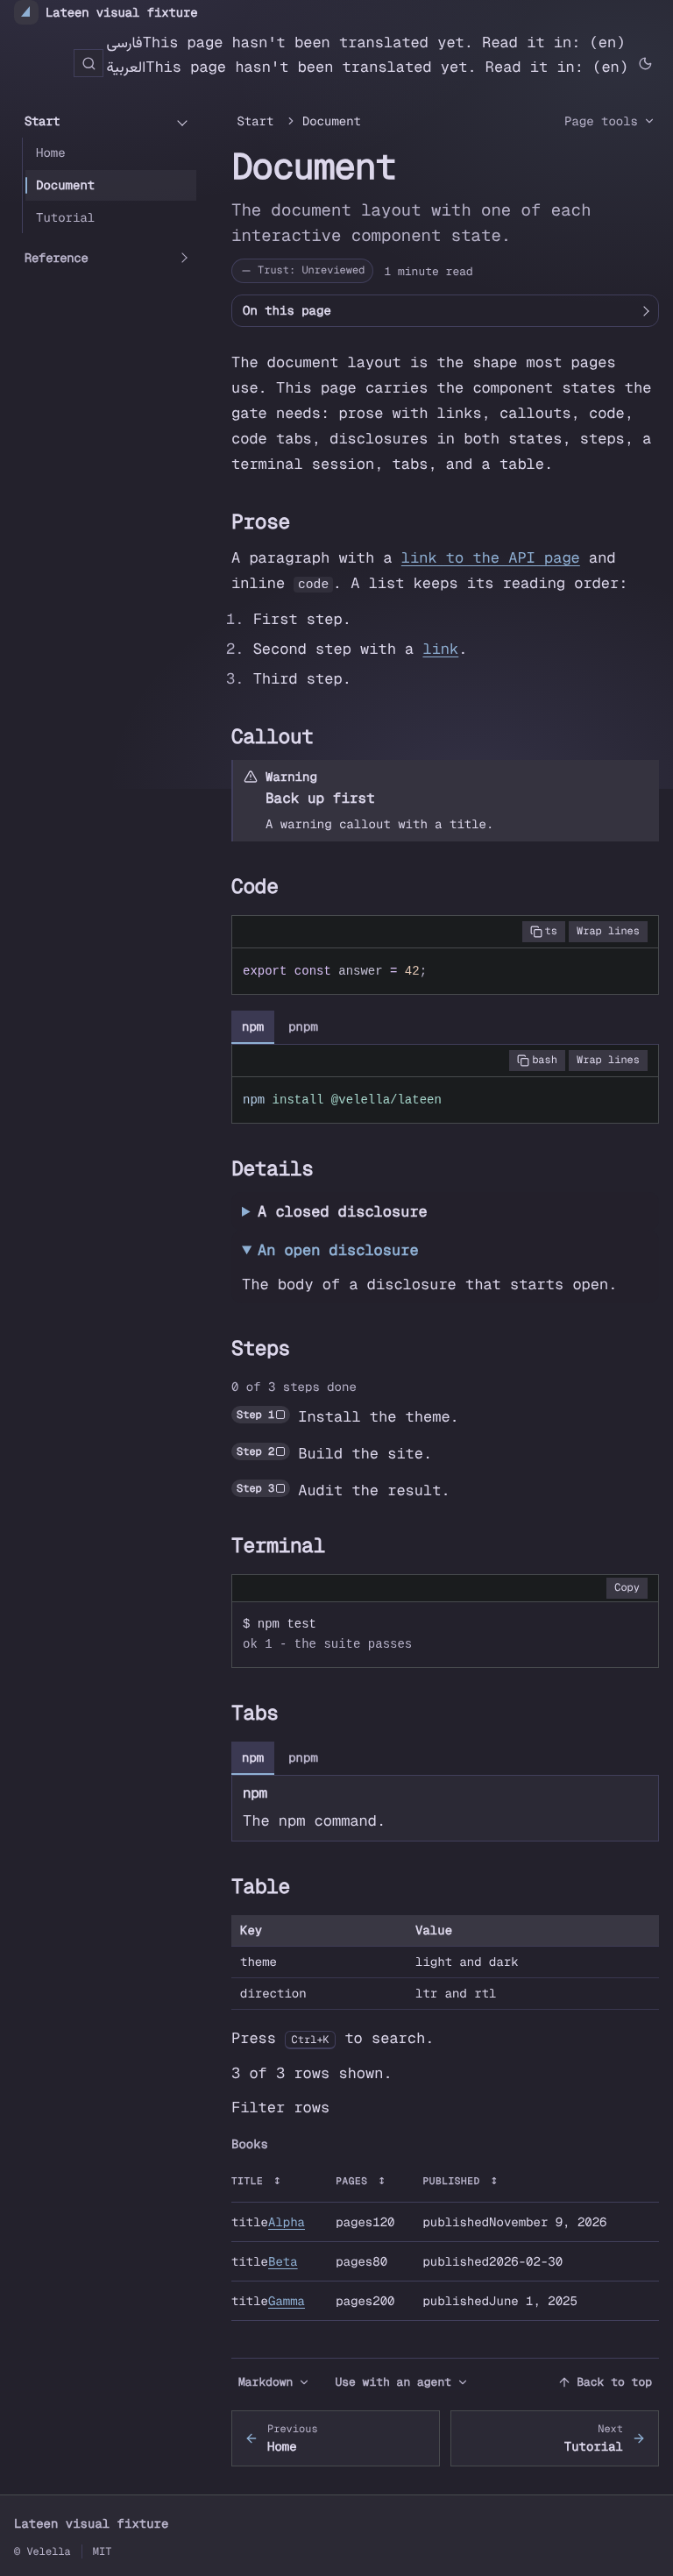 Lateen visual fixture
فارسیThis page hasn't been translated yet. Read it in: (en)
العربيةThis page hasn't been translated yet. Read it in: (en)
Start
Home
Document
Tutorial
Reference
Start > Document
Page tools
Document
The document layout with one of each
interactive component state.
— Trust: Unreviewed
1 minute read
On this page
The document layout is the shape most pages
use. This page carries the component states the
gate needs: prose with links, callouts, code,
code tabs, disclosures in both states, steps, a
terminal session, tabs, and a table.
Prose
A paragraph with a link to the API page and
inline code. A list keeps its reading order:
1. First step.
2. Second step with a link.
3. Third step.
Callout
Warning
Back up first
A warning callout with a title.
Code
ts Wrap lines
export const answer = 42;
npm pnpm
bash Wrap lines
npm install @velella/lateen
Details
A closed disclosure
An open disclosure
The body of a disclosure that starts open.
Steps
0 of 3 steps done
Step 1 Install the theme.
Step 2 Build the site.
Step 3 Audit the result.
Terminal
Copy
$ npm test
ok 1 - the suite passes
Tabs
npm pnpm
npm
The npm command.
Table
Key Value
theme light and dark
direction ltr and rtl
Press Ctrl+K to search.
3 of 3 rows shown.
Filter rows
Books
TITLE ↕ PAGES ↕ PUBLISHED ↕
titleAlpha pages120 publishedNovember 9, 2026
titleBeta pages80 published2026-02-30
titleGamma pages200 publishedJune 1, 2025
Markdown Use with an agent ↑ Back to top
← Previous
Home
Next →
Tutorial
Lateen visual fixture
© Velella MIT